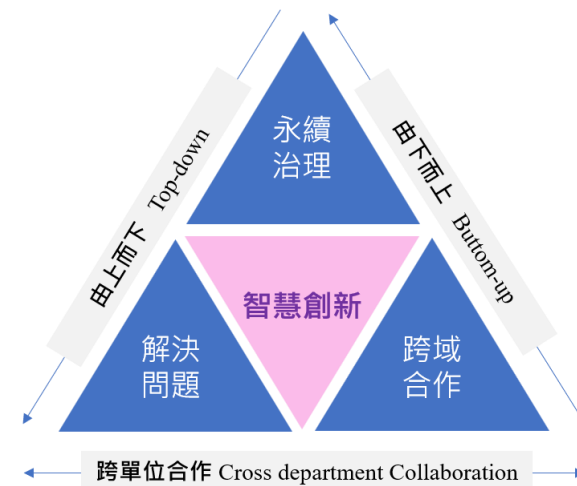 永續
治理
由上而下 Top-down
由下而上 Buttom-up
智慧創新
解決
問題
跨域
合作
跨單位合作 Cross department Collaboration